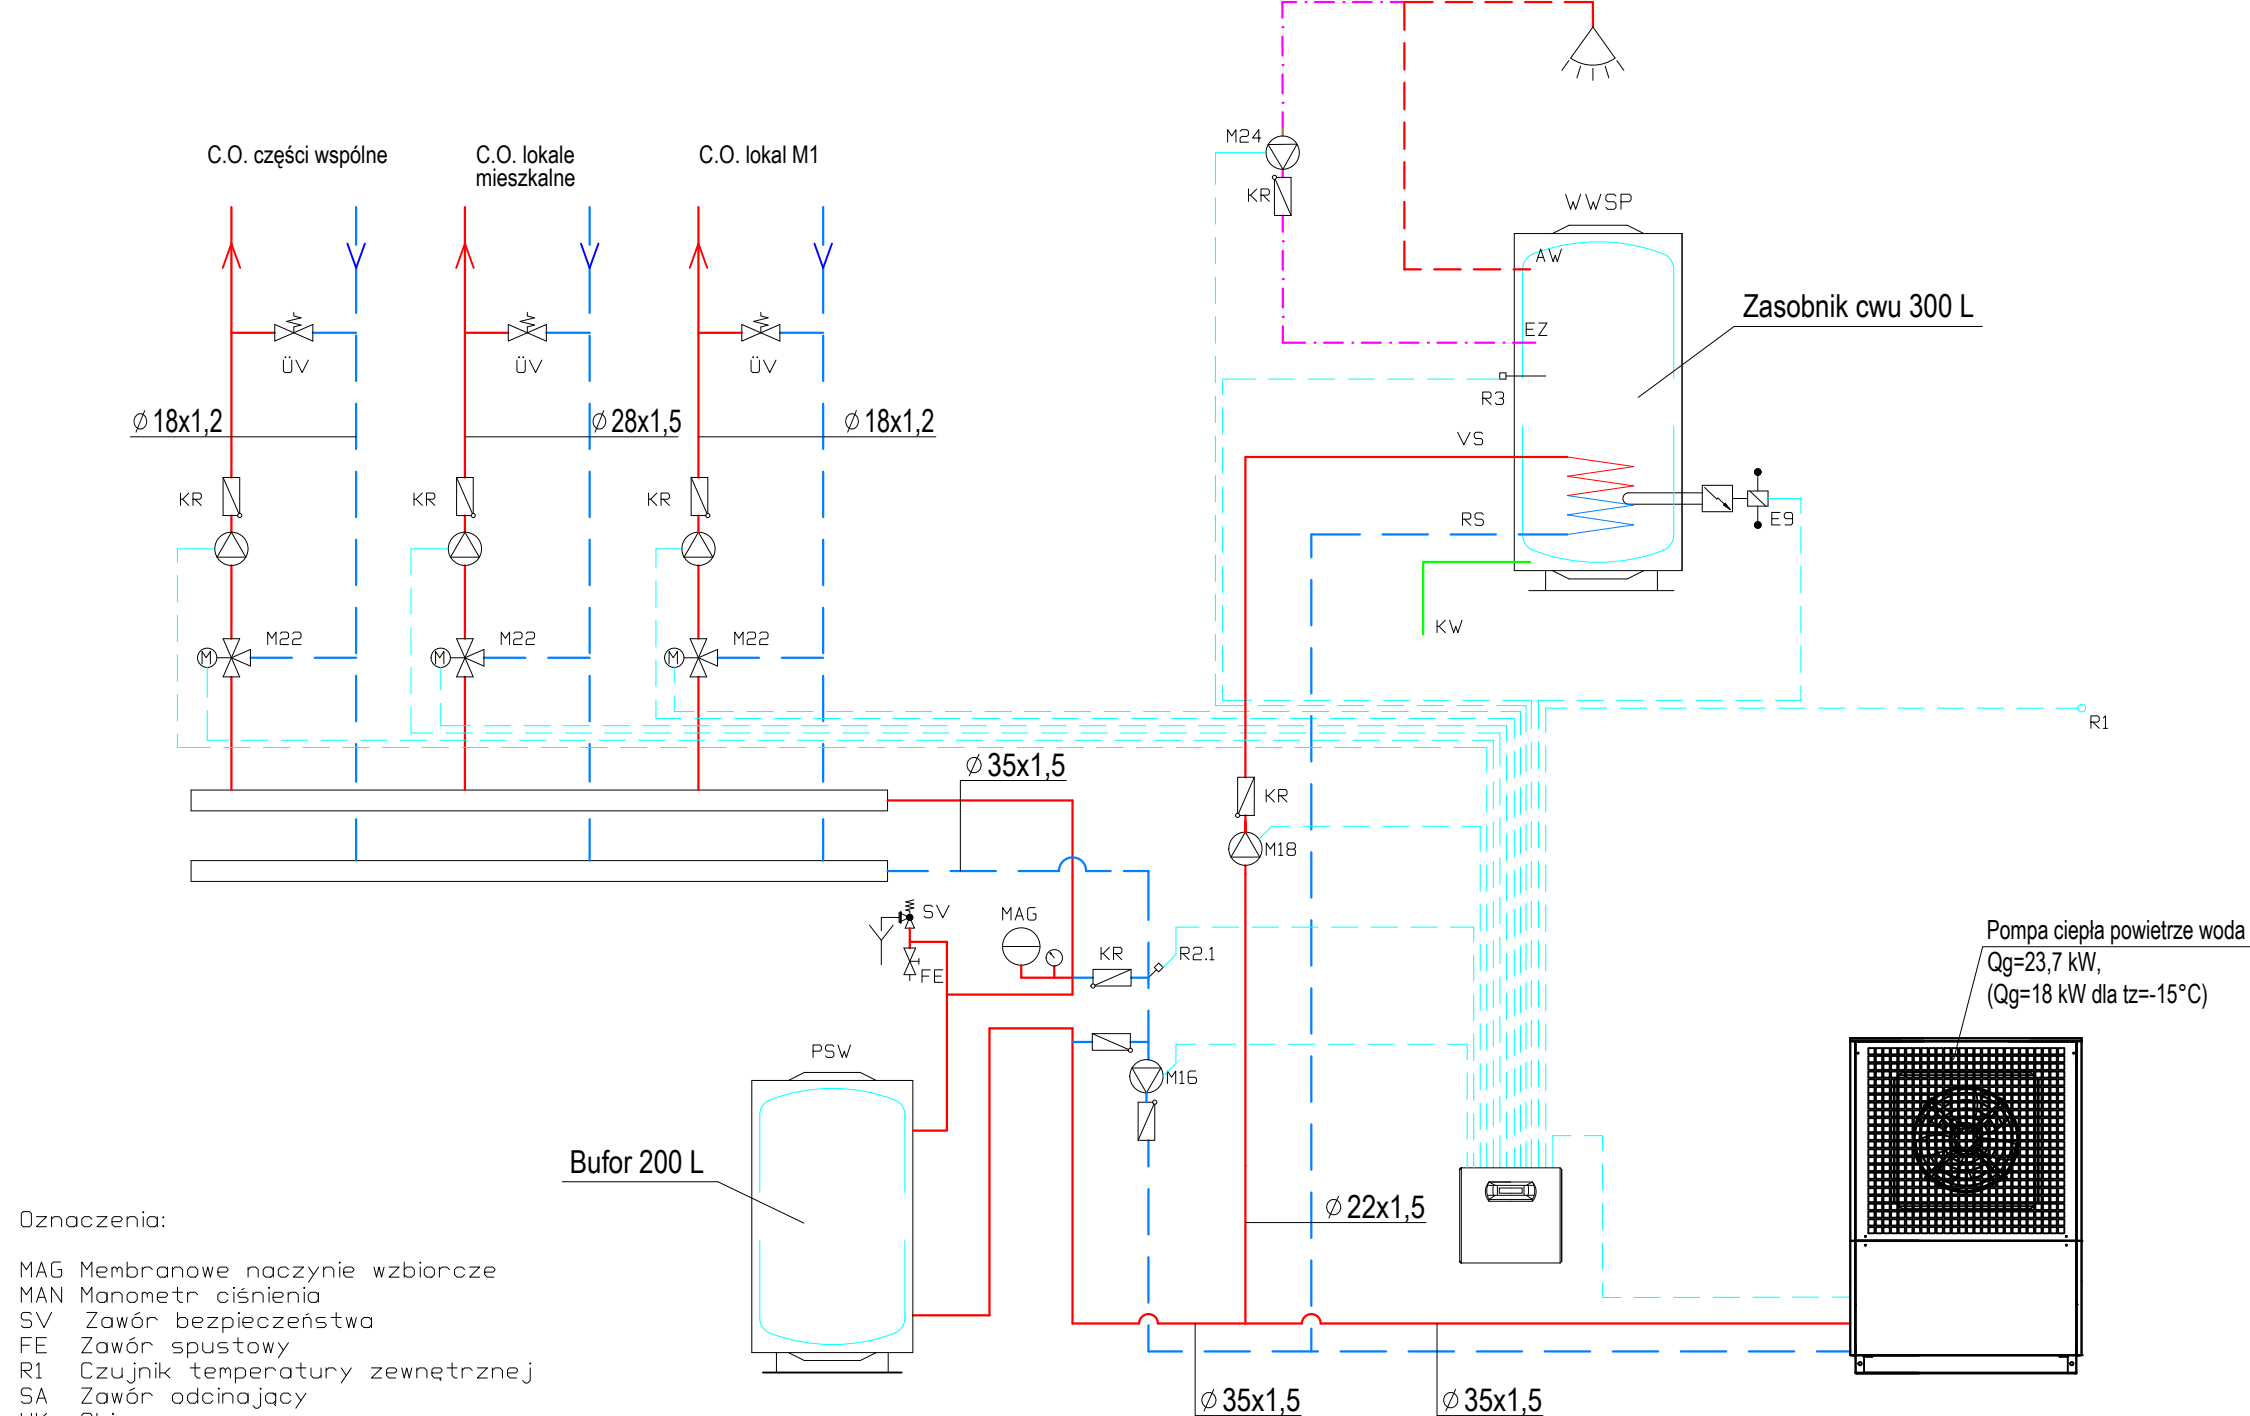 M24
C.O. części wspólne
C.O. lokale
mieszkalne
C.O. lokal M1
KR
WWSP
AW
Zasobnik cwu 300 L
EZ
ÜV
ÜV
ÜV
R3
⌀ 18x1,2
⌀ 28x1,5
⌀ 18x1,2
VS
KR
KR
KR
RS
E9
KW
M
M22
M
M22
M
M22
R1
⌀ 35x1,5
KR
M18
SV
MAG
KR
R2.1
FE
Pompa ciepła powietrze woda
Qg=23,7 kW,
(Qg=18 kW dla tz=-15°C)
PSW
M16
Bufor 200 L
⌀ 22x1,5
Oznaczenia:
MAG Membranowe naczynie wzbiorcze
MAN Manometr ciśnienia
SV Zawór bezpieczeństwa
FE Zawór spustowy
R1 Czujnik temperatury zewnętrznej
SA Zawór odcinający
⌀ 35x1,5
⌀ 35x1,5